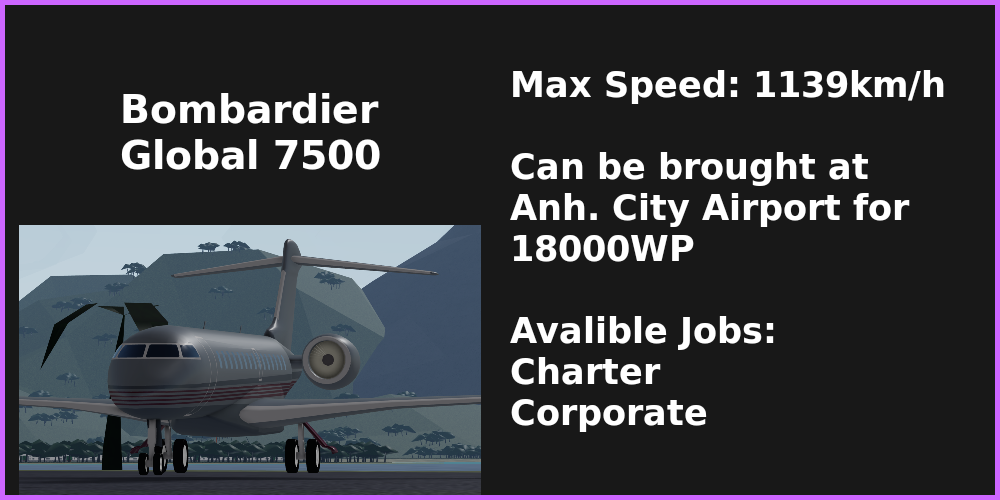 Bombardier
Global 7500
Max Speed: 1139km/h
Can be brought at
Anh. City Airport for
18000WP
Avalible Jobs:
Charter
Corporate